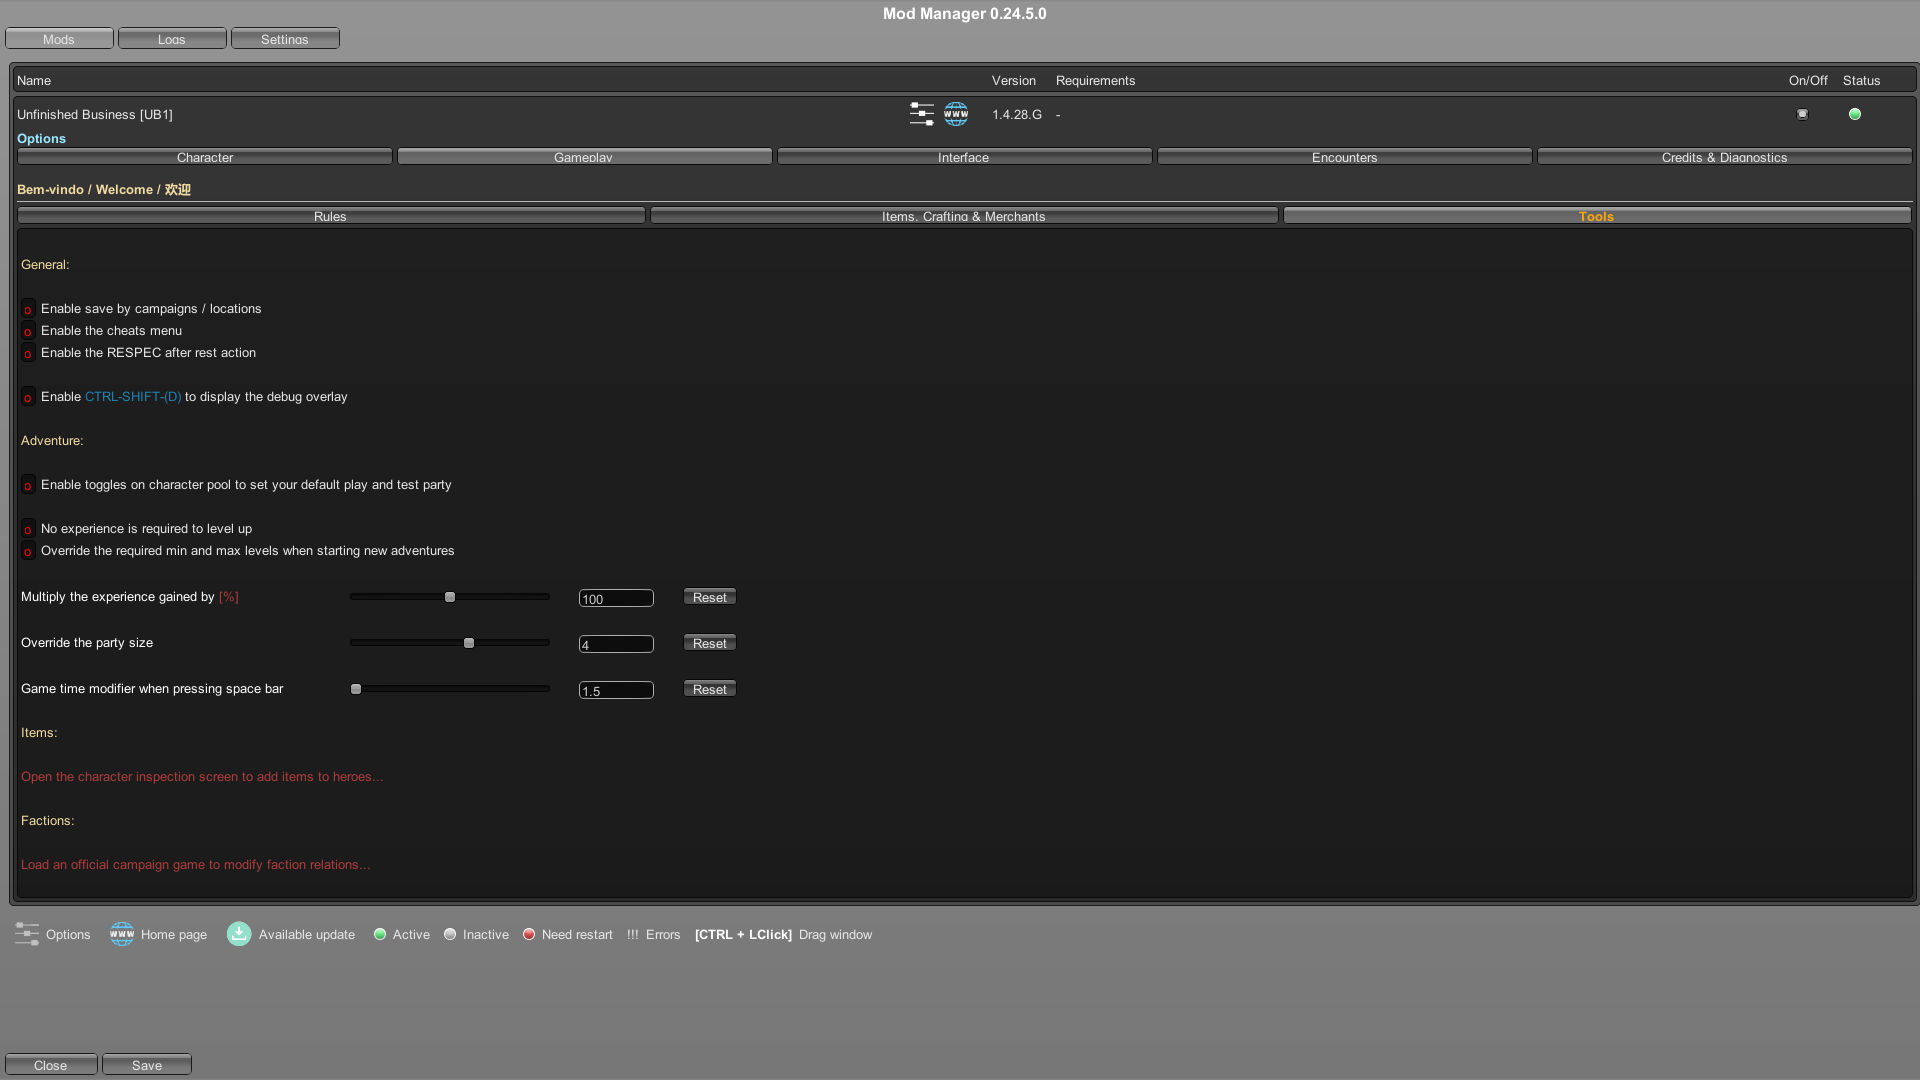 Mod Manager 0.24.5.0
Mods Logs Settings
Name Version Requirements On/Off Status
Unfinished Business [UB1] www 1.4.28.G - 
Options
Character Gameplay Interface Encounters Credits & Diagnostics
Bem-vindo / Welcome / 欢迎
Rules Items, Crafting & Merchants Tools
General:
o Enable save by campaigns / locations
o Enable the cheats menu
o Enable the RESPEC after rest action
o Enable CTRL-SHIFT-(D) to display the debug overlay
Adventure:
o Enable toggles on character pool to set your default play and test party
o No experience is required to level up
o Override the required min and max levels when starting new adventures
Multiply the experience gained by [%] 100 Reset
Override the party size 4 Reset
Game time modifier when pressing space bar 1.5 Reset
Items:
Open the character inspection screen to add items to heroes...
Factions:
Load an official campaign game to modify faction relations...
Options www Home page Available update Active Inactive Need restart !!! Errors [CTRL + LClick] Drag window
Close Save